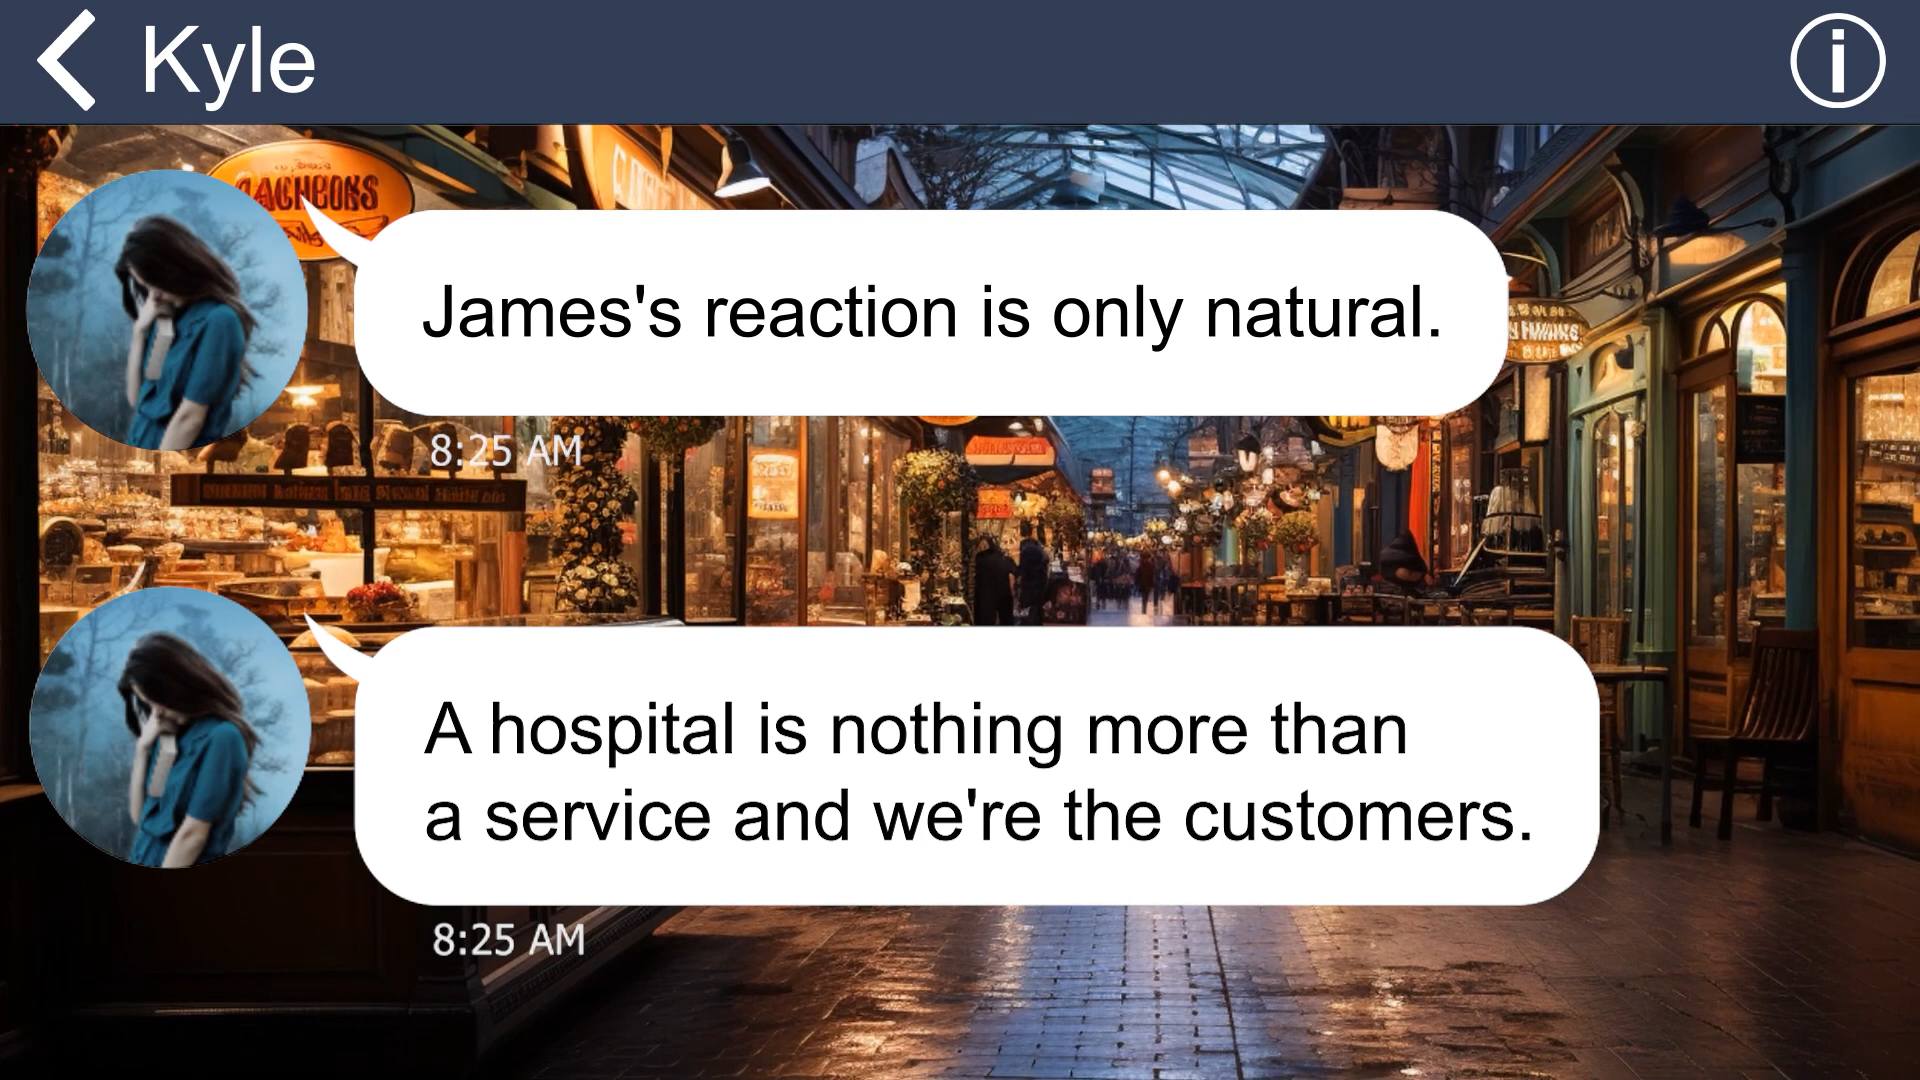 Kyle
James's reaction is only natural.
8:25 AM
A hospital is nothing more than
a service and we're the customers.
8:25 AM